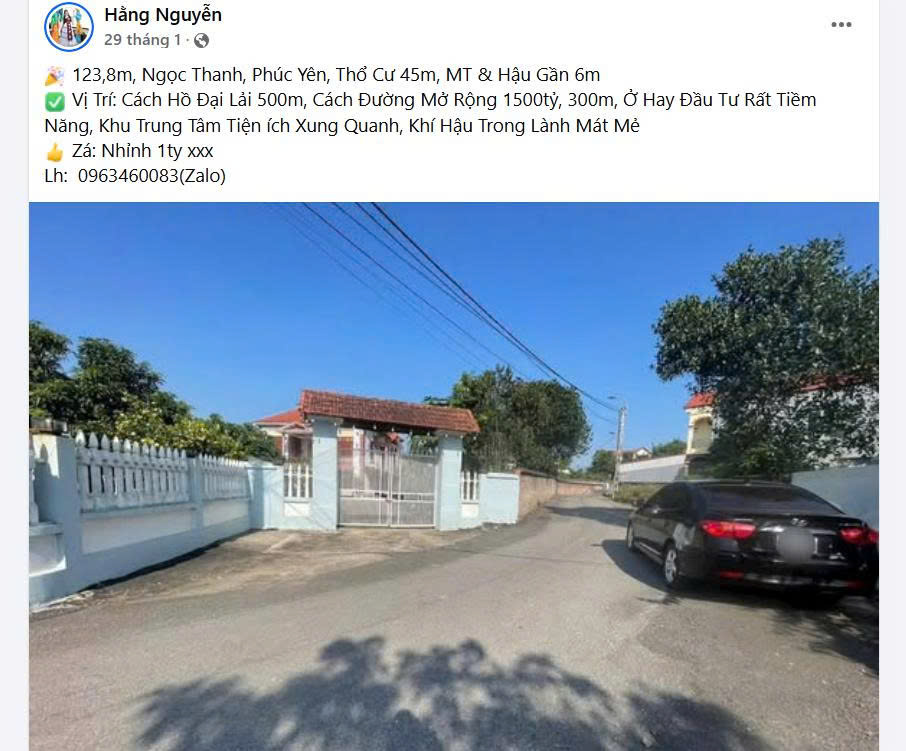 Hằng Nguyễn
29 tháng 1 ·
123,8m, Ngọc Thanh, Phúc Yên, Thổ Cư 45m, MT & Hậu Gần 6m
Vị Trí: Cách Hồ Đại Lải 500m, Cách Đường Mở Rộng 1500tỷ, 300m, Ở Hay Đầu Tư Rất Tiềm
Năng, Khu Trung Tâm Tiện ích Xung Quanh, Khí Hậu Trong Lành Mát Mẻ
Zá: Nhỉnh 1ty xxx
Lh: 0963460083(Zalo)